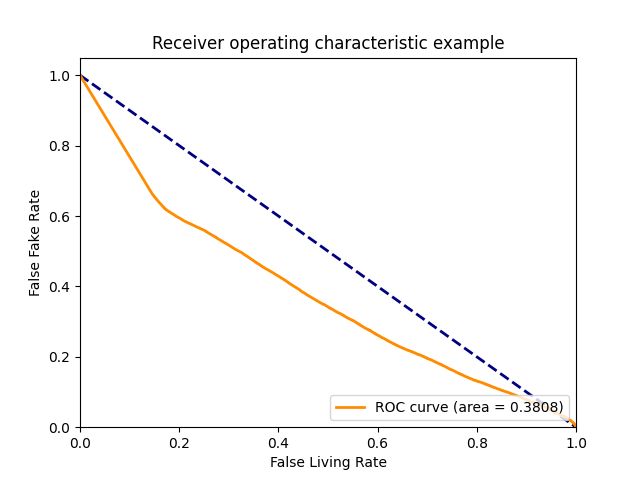 Receiver operating characteristic example
1.0
0.8
0.6
0.4
0.2
0.0
False Fake Rate
ROC curve (area = 0.3808)
0.0 0.2 0.4 0.6 0.8 1.0
False Living Rate